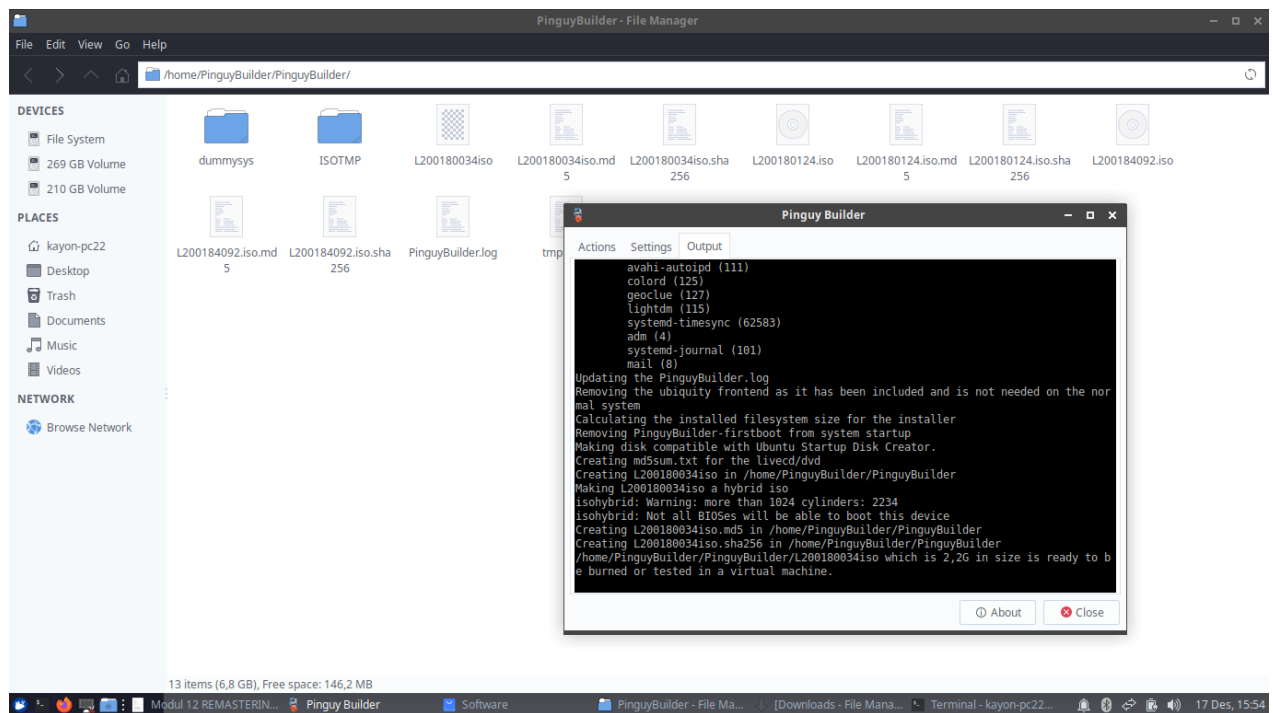 PinguyBuilder - File Manager
File Edit View Go Help
/home/PinguyBuilder/PinguyBuilder/
DEVICES
File System
269 GB Volume
210 GB Volume
PLACES
kayon-pc22
Desktop
Trash
Documents
Music
Videos
NETWORK
Browse Network
dummysys
ISOTMP
L200180034iso
L200180034iso.md
5
L200180034iso.sha
256
L200180124.iso
L200180124.iso.md
5
L200180124.iso.sha
256
L200184092.iso
L200184092.iso.md
5
L200184092.iso.sha
256
PinguyBuilder.log
tmp
Pinguy Builder
Actions Settings Output
avahi-autoipd (111)
colord (125)
geoclue (127)
lightdm (115)
systemd-timesync (62583)
adm (4)
systemd-journal (101)
mail (8)
Updating the PinguyBuilder.log
Removing the ubiquity frontend as it has been included and is not needed on the nor
mal system
Calculating the installed filesystem size for the installer
Removing PinguyBuilder-firstboot from system startup
Making disk compatible with Ubuntu Startup Disk Creator.
Creating md5sum.txt for the livecd/dvd
Creating L200180034iso in /home/PinguyBuilder/PinguyBuilder
Making L200180034iso a hybrid iso
isohybrid: Warning: more than 1024 cylinders: 2234
isohybrid: Not all BIOSes will be able to boot this device
Creating L200180034iso.md5 in /home/PinguyBuilder/PinguyBuilder
Creating L200180034iso.sha256 in /home/PinguyBuilder/PinguyBuilder
/home/PinguyBuilder/PinguyBuilder/L200180034iso which is 2,2G in size is ready to b
e burned or tested in a virtual machine.
About Close
13 items (6,8 GB), Free space: 146,2 MB
Modul 12 REMASTERIN... Pinguy Builder Software PinguyBuilder - File Ma... [Downloads - File Mana... Terminal - kayon-pc22... 17 Des, 15:54